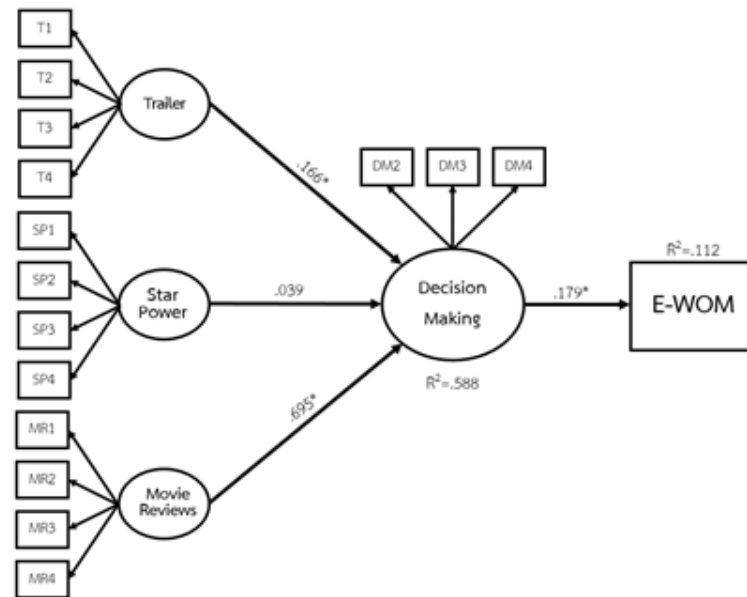 T1
T2
T3
T4
Trailer
.166*
DM2
DM3
DM4
SP1
SP2
SP3
SP4
Star
Power
.039
Decision
Making
R²=.588
.179*
R²=.112
E-WOM
MR1
MR2
MR3
MR4
Movie
Reviews
.695*